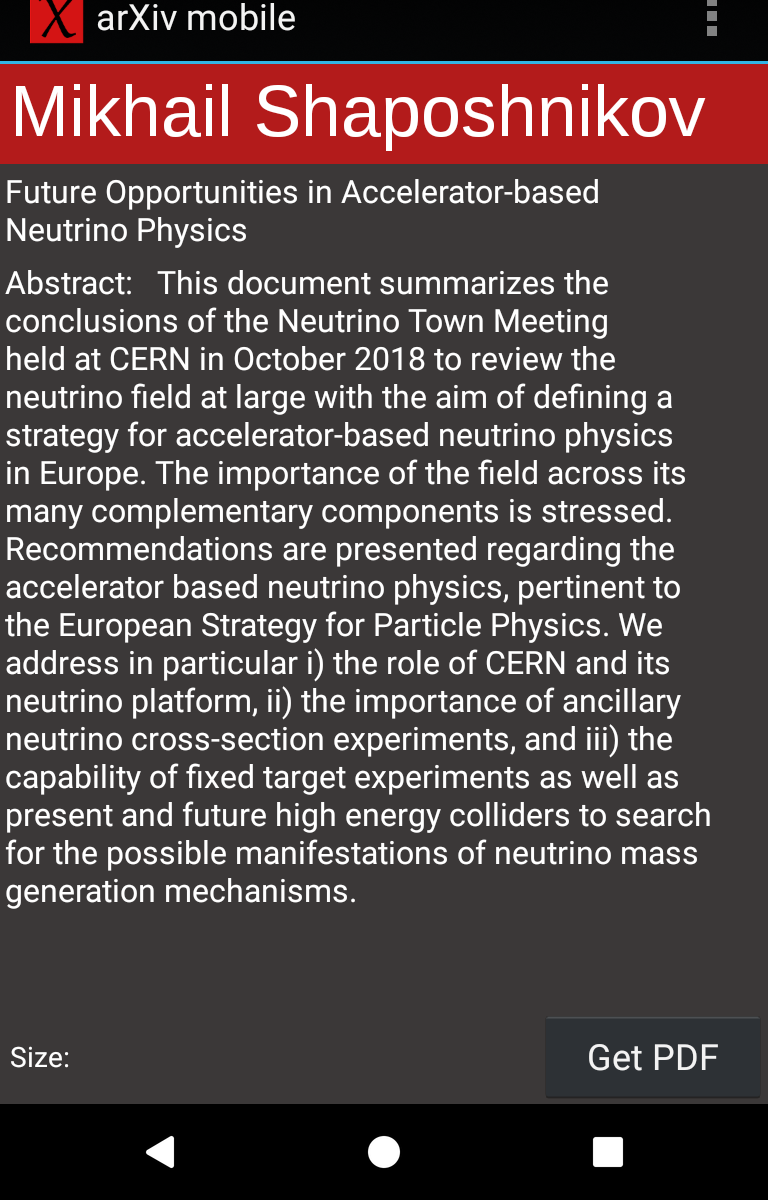 arXiv mobile
Mikhail Shaposhnikov
Future Opportunities in Accelerator-based
Neutrino Physics
Abstract:   This document summarizes the
conclusions of the Neutrino Town Meeting
held at CERN in October 2018 to review the
neutrino field at large with the aim of defining a
strategy for accelerator-based neutrino physics
in Europe. The importance of the field across its
many complementary components is stressed.
Recommendations are presented regarding the
accelerator based neutrino physics, pertinent to
the European Strategy for Particle Physics. We
address in particular i) the role of CERN and its
neutrino platform, ii) the importance of ancillary
neutrino cross-section experiments, and iii) the
capability of fixed target experiments as well as
present and future high energy colliders to search
for the possible manifestations of neutrino mass
generation mechanisms.
Size:
Get PDF